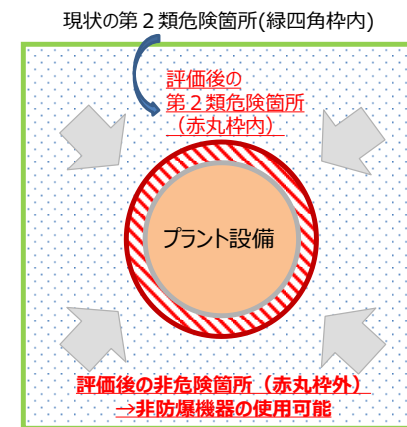 現状の第２類危険箇所(緑四角枠内)
評価後の
第２類危険箇所
（赤丸枠内）
プラント設備
評価後の非危険箇所（赤丸枠外）
→非防爆機器の使用可能